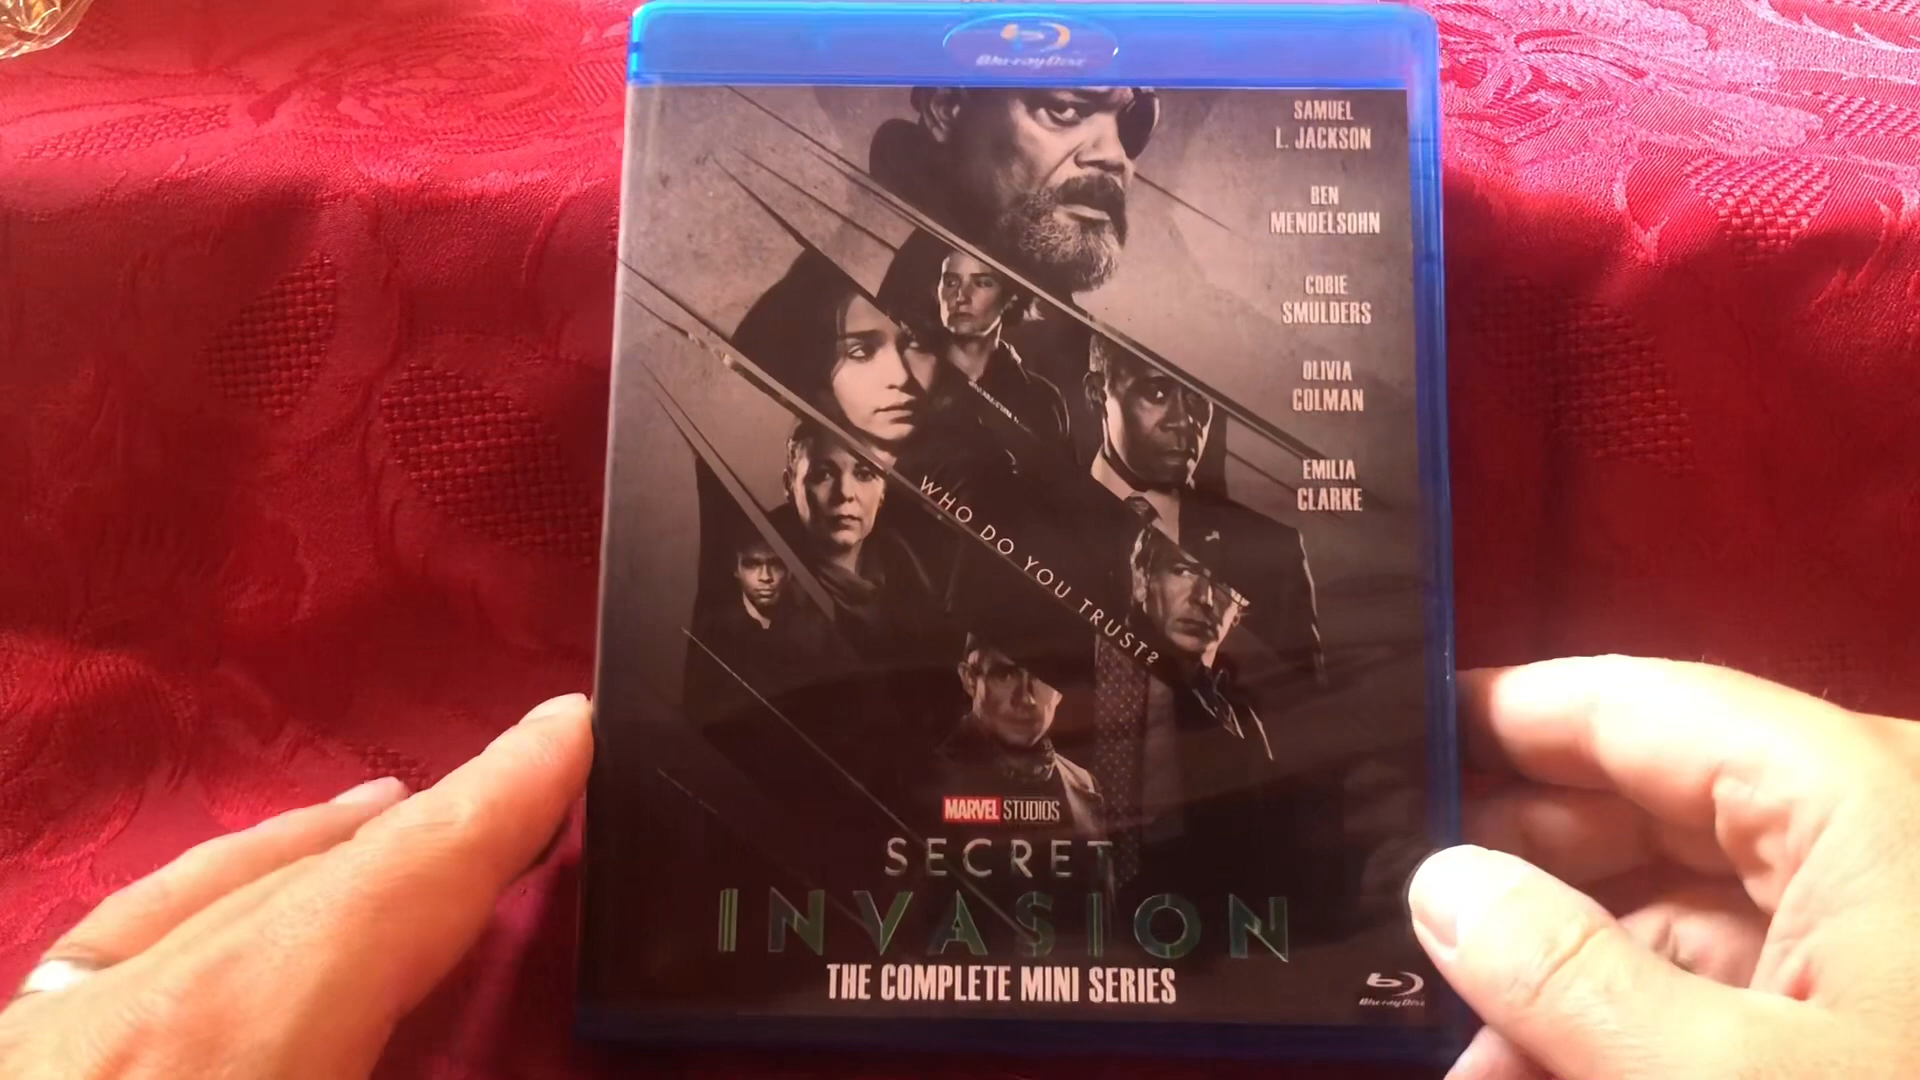 Blu-ray Disc
SAMUEL
L. JACKSON
BEN
MENDELSOHN
COBIE
SMULDERS
OLIVIA
COLMAN
EMILIA
CLARKE
WHO DO YOU TRUST?
MARVEL STUDIOS
SECRET
INVASION
THE COMPLETE MINI SERIES
Blu-ray Disc